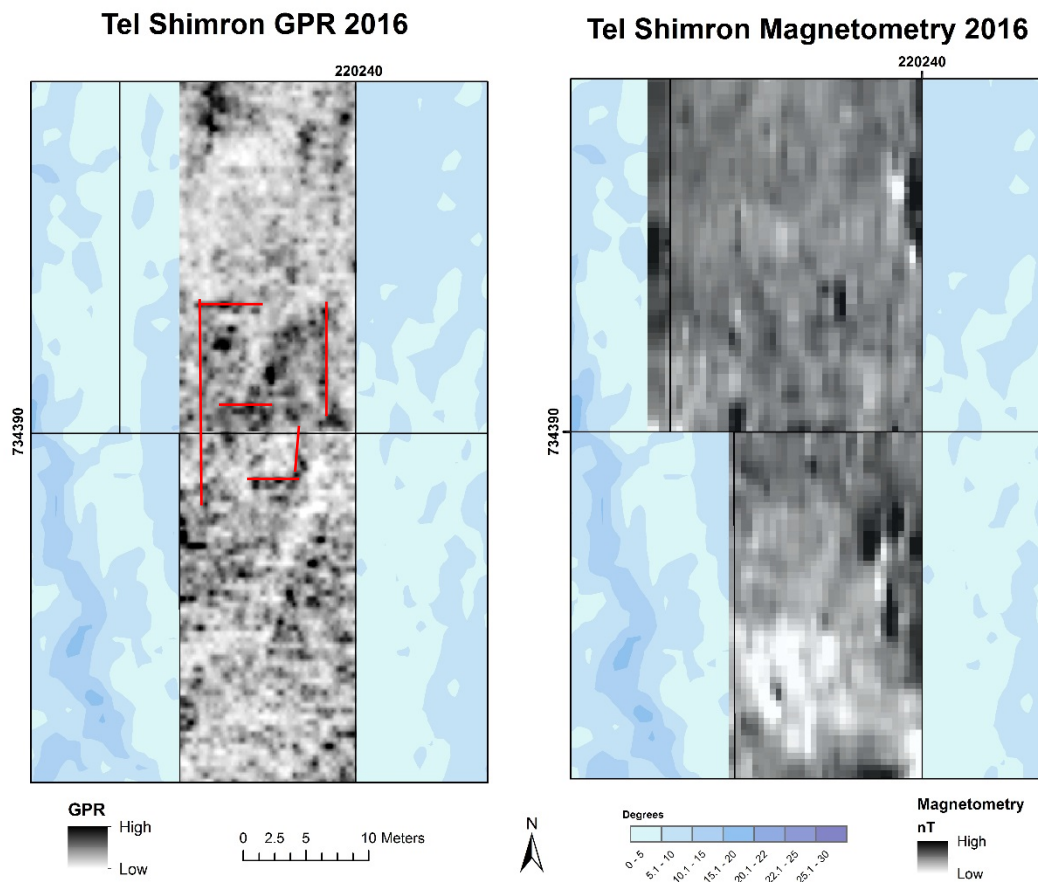 Tel Shimron GPR 2016
Tel Shimron Magnetometry 2016
220240
220240
734390
734390
GPR
High
Low
0 2.5 5 10 Meters
N
Degrees
0 - 5
5.1 - 10
10.1 - 15
15.1 - 20
20.1 - 22
22.1 - 25
25.1 - 30
Magnetometry
nT
High
Low